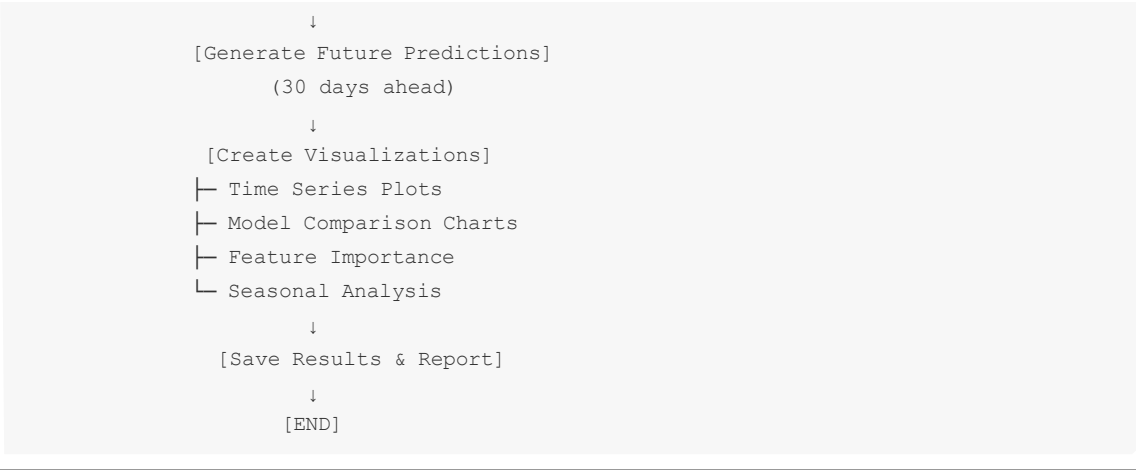 ↓
[Generate Future Predictions]
(30 days ahead)
↓
[Create Visualizations]
├─ Time Series Plots
├─ Model Comparison Charts
├─ Feature Importance
└─ Seasonal Analysis
↓
[Save Results & Report]
↓
[END]